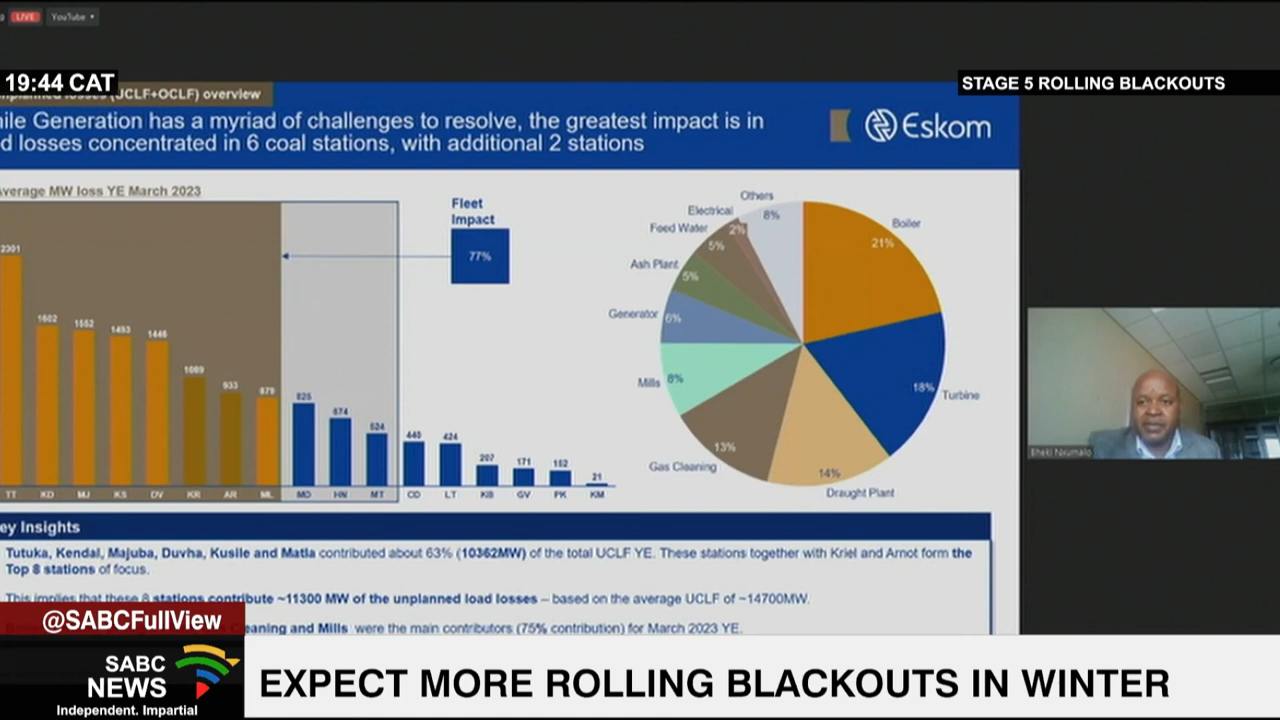 LIVE
YouTube
19:44 CAT
STAGE 5 ROLLING BLACKOUTS
(UCLF+OCLF) overview
ile Generation has a myriad of challenges to resolve, the greatest impact is in
d losses concentrated in 6 coal stations, with additional 2 stations
Eskom
Average MW loss YE March 2023
Fleet
Impact
77%
2301
1602
1552
1493
1446
1089
933
879
825
674
524
440
424
207
171
152
21
TT KD MJ KS DV KR AR ML MD HN MT CD LT KB GV PK KM
Others
8%
Electrical
2%
Feed Water
5%
Ash Plant
5%
Generator
6%
Mills
8%
Gas Cleaning
13%
Draught Plant
14%
Turbine
18%
Boiler
21%
Bheki Nxumalo
ey Insights
Tutuka, Kendal, Majuba, Duvha, Kusile and Matla contributed about 63% (10362MW) of the total UCLF YE. These stations together with Kriel and Arnot form the
Top 8 stations of focus.
This implies that these 8 stations contribute ~11300 MW of the unplanned load losses – based on the average UCLF of ~14700MW.
eaning and Mills were the main contributors (75% contribution) for March 2023 YE.
@SABCFullView
SABC
NEWS
Independent. Impartial
EXPECT MORE ROLLING BLACKOUTS IN WINTER